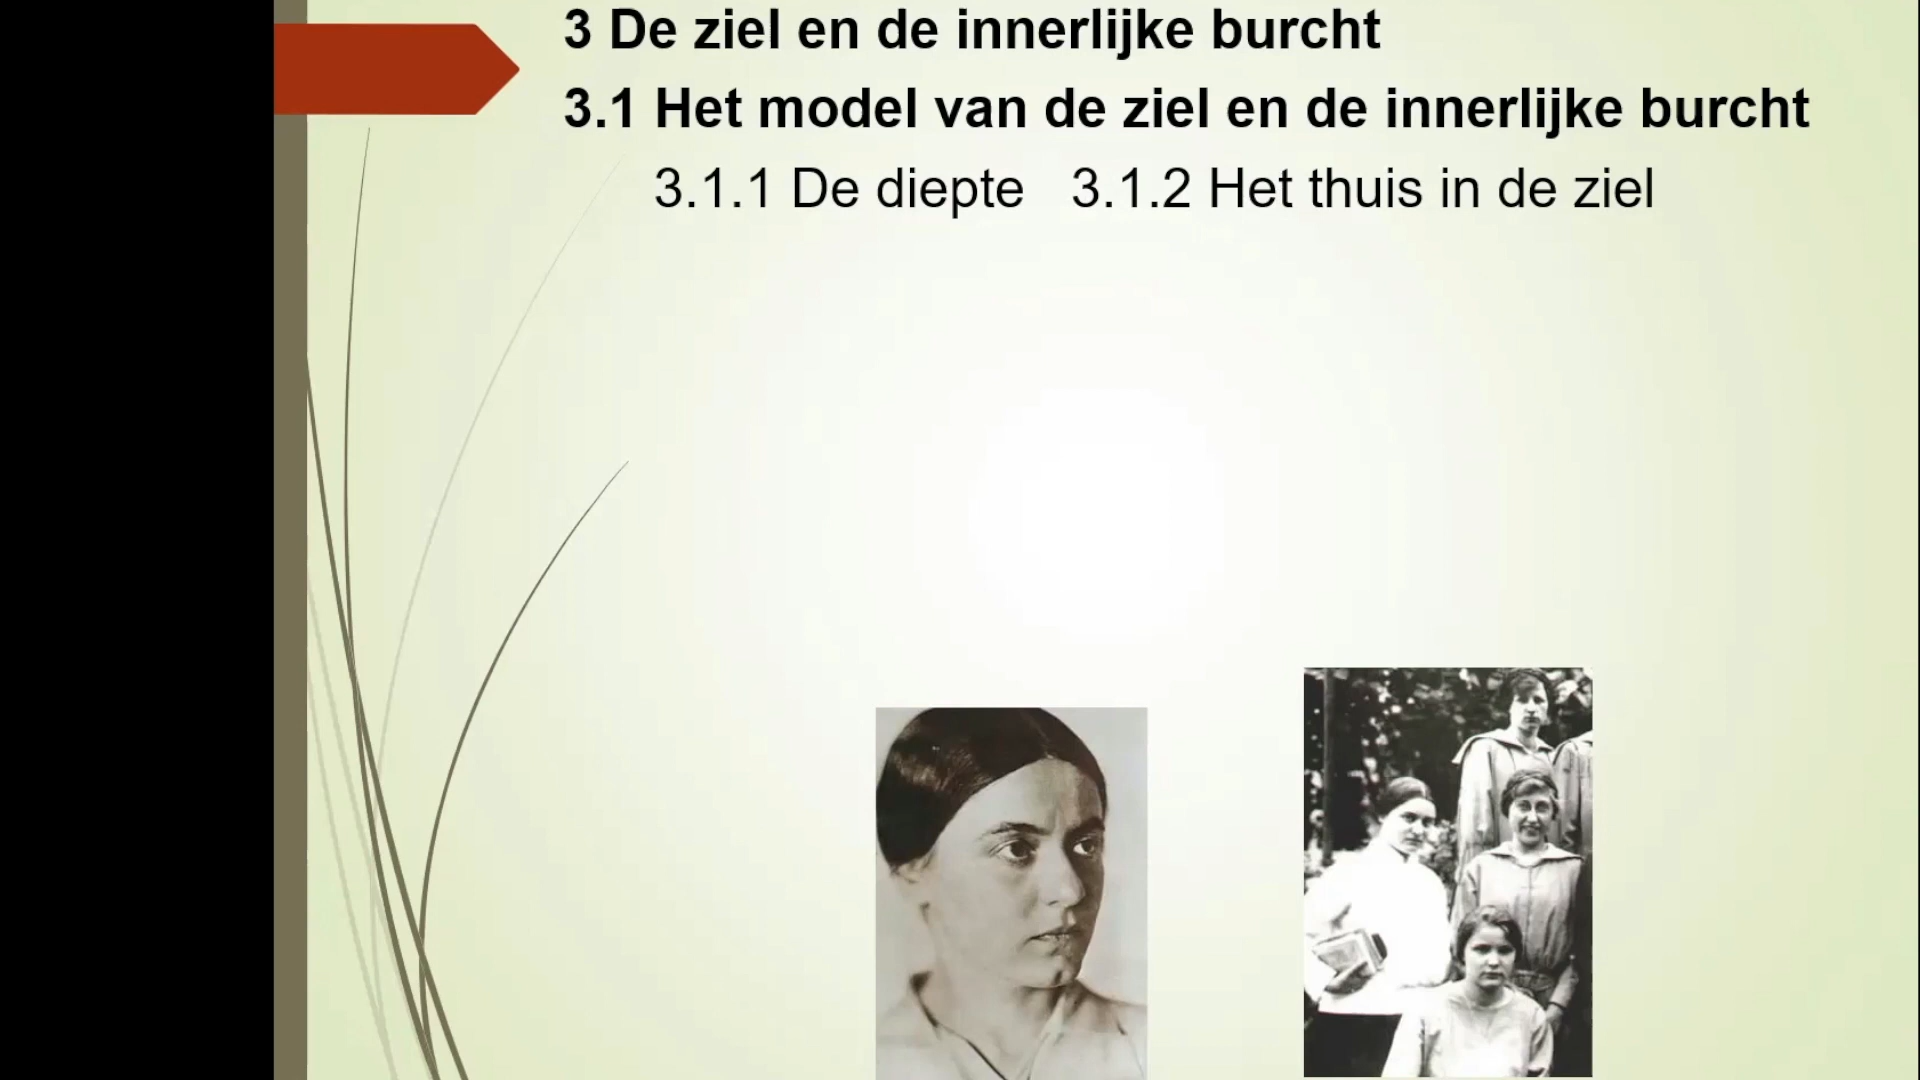 3 De ziel en de innerlijke burcht
3.1 Het model van de ziel en de innerlijke burcht
3.1.1 De diepte 3.1.2 Het thuis in de ziel